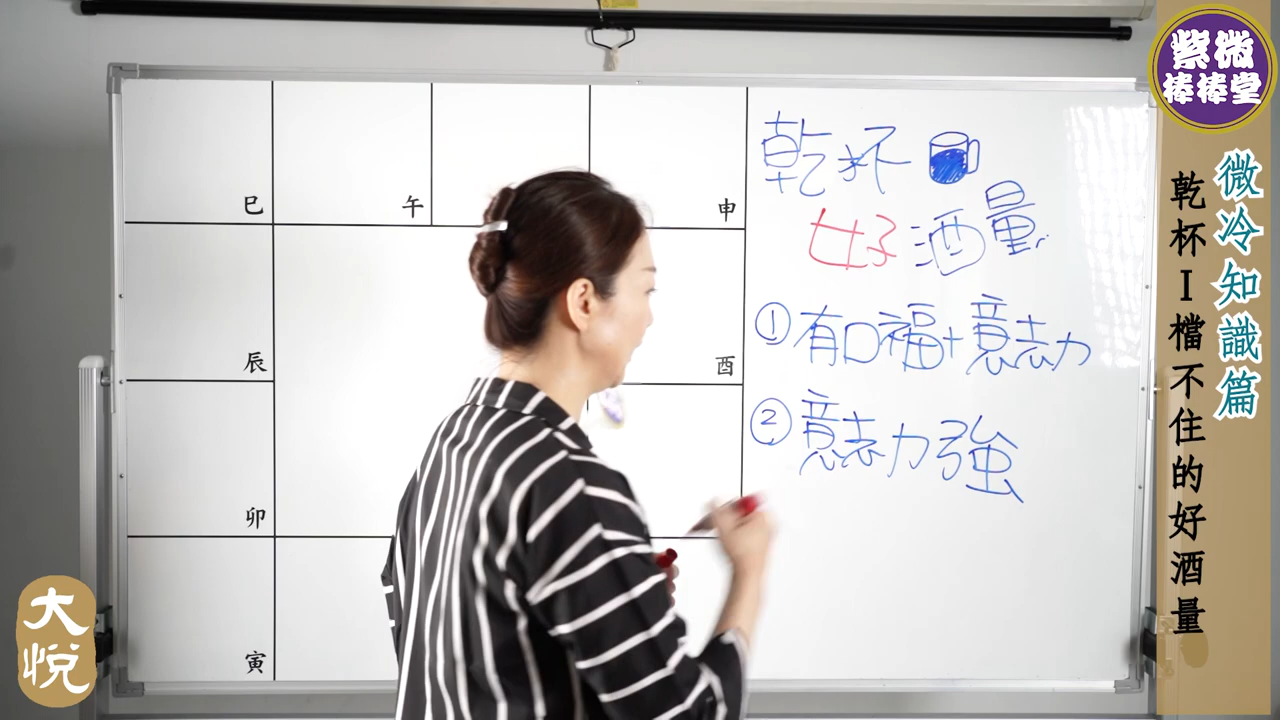 紫微
棒棒堂
微冷知識篇
乾杯I檔不住的好酒量
乾杯
好酒量
①有口福+意志力
②意志力強
巳
午
申
辰
酉
卯
寅
大悅